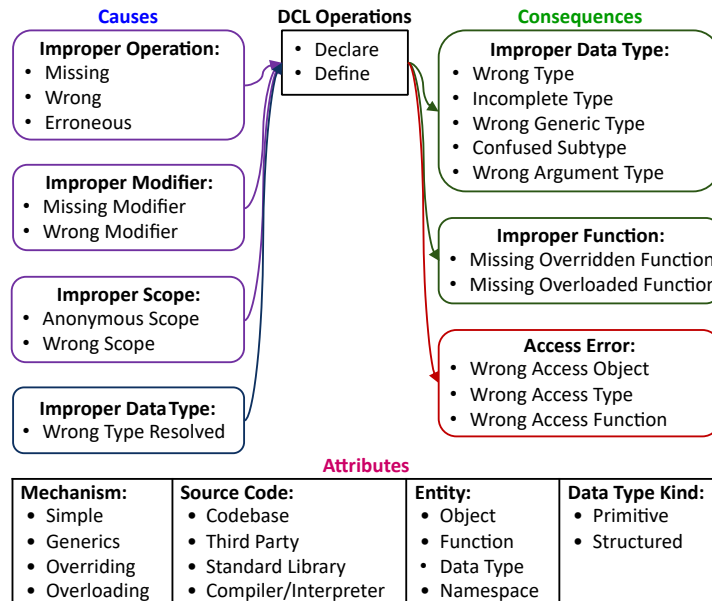 Causes
Improper Operation:
• Missing
• Wrong
• Erroneous
Improper Modifier:
• Missing Modifier
• Wrong Modifier
Improper Scope:
• Anonymous Scope
• Wrong Scope
Improper Data Type:
• Wrong Type Resolved
DCL Operations
• Declare
• Define
Consequences
Improper Data Type:
• Wrong Type
• Incomplete Type
• Wrong Generic Type
• Confused Subtype
• Wrong Argument Type
Improper Function:
• Missing Overridden Function
• Missing Overloaded Function
Access Error:
• Wrong Access Object
• Wrong Access Type
• Wrong Access Function
Attributes
Mechanism:
• Simple
• Generics
• Overriding
• Overloading
Source Code:
• Codebase
• Third Party
• Standard Library
• Compiler/Interpreter
Entity:
• Object
• Function
• Data Type
• Namespace
Data Type Kind:
• Primitive
• Structured